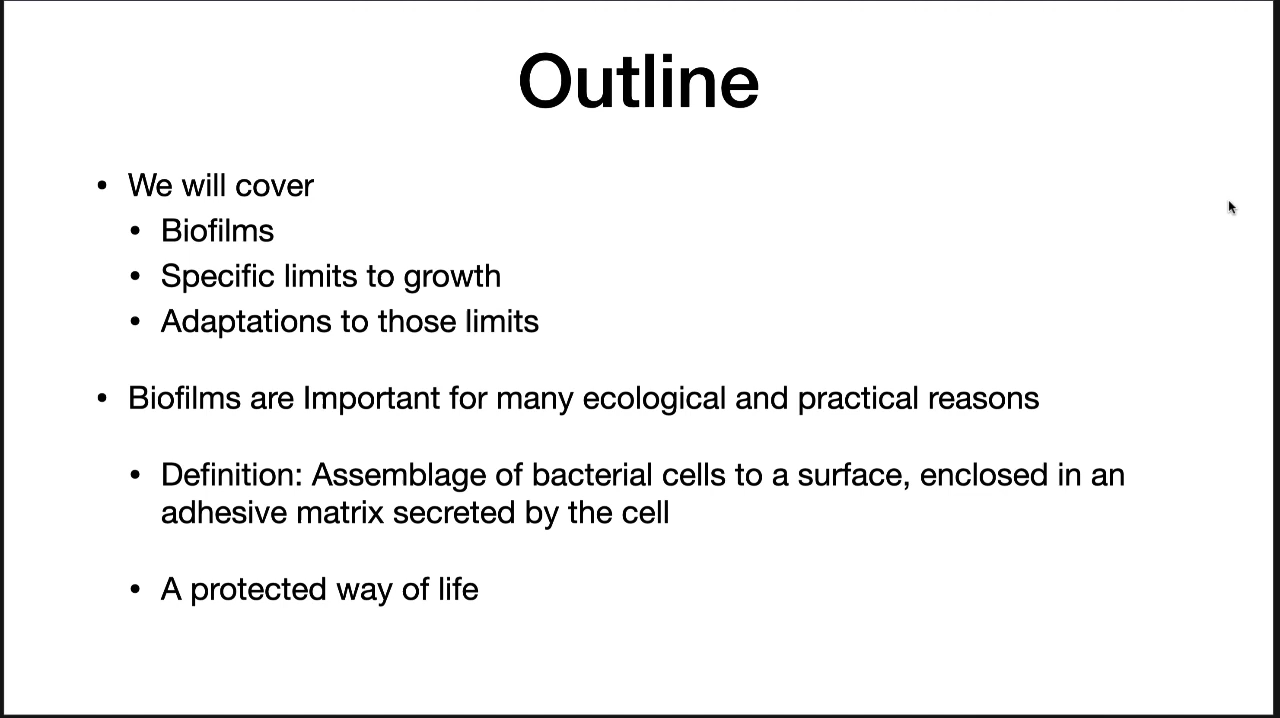 Outline
• We will cover
• Biofilms
• Specific limits to growth
• Adaptations to those limits
• Biofilms are Important for many ecological and practical reasons
• Definition: Assemblage of bacterial cells to a surface, enclosed in an
adhesive matrix secreted by the cell
• A protected way of life